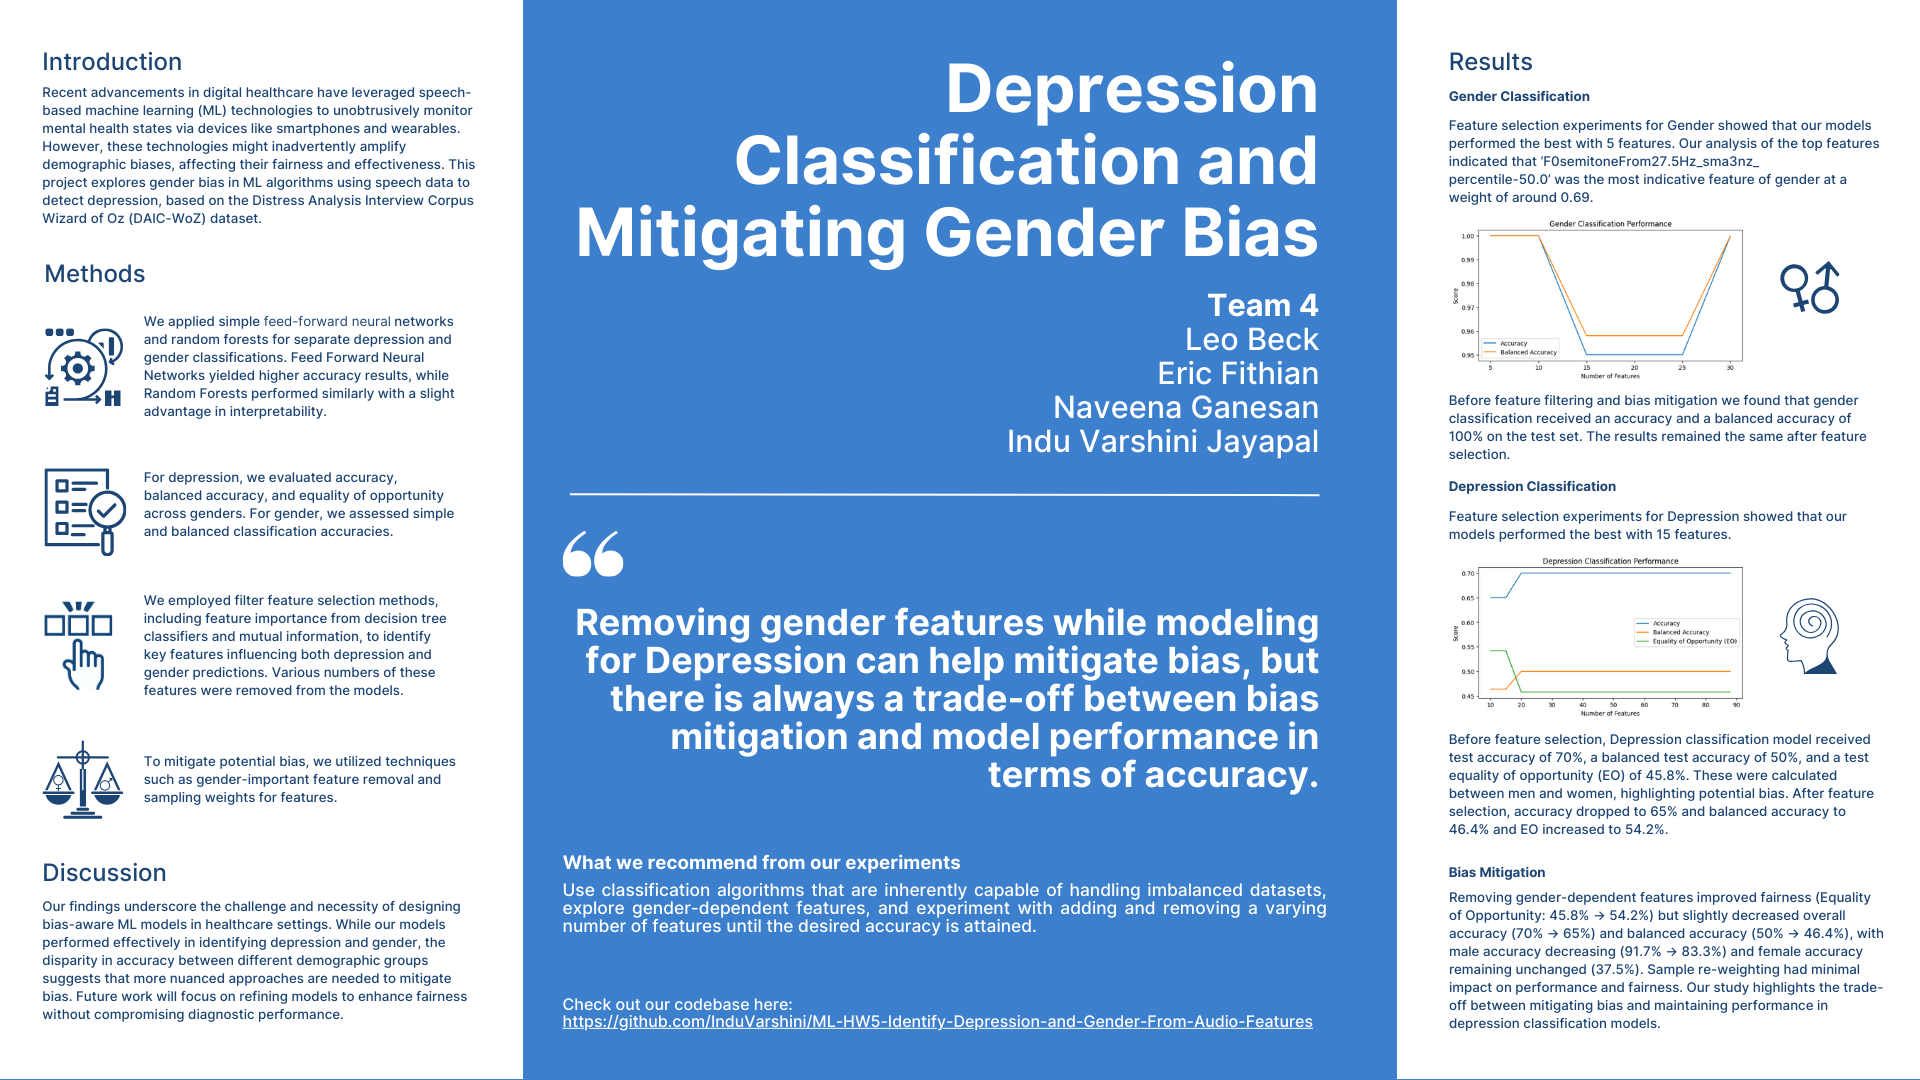 Introduction
Recent advancements in digital healthcare have leveraged speech-
based machine learning (ML) technologies to unobtrusively monitor
mental health states via devices like smartphones and wearables.
However, these technologies might inadvertently amplify
demographic biases, affecting their fairness and effectiveness. This
project explores gender bias in ML algorithms using speech data to
detect depression, based on the Distress Analysis Interview Corpus
Wizard of Oz (DAIC-WoZ) dataset.
Methods
We applied simple feed-forward neural networks
and random forests for separate depression and
gender classifications. Feed Forward Neural
Networks yielded higher accuracy results, while
Random Forests performed similarly with a slight
advantage in interpretability.
For depression, we evaluated accuracy,
balanced accuracy, and equality of opportunity
across genders. For gender, we assessed simple
and balanced classification accuracies.
We employed filter feature selection methods,
including feature importance from decision tree
classifiers and mutual information, to identify
key features influencing both depression and
gender predictions. Various numbers of these
features were removed from the models.
To mitigate potential bias, we utilized techniques
such as gender-important feature removal and
sampling weights for features.
Discussion
Our findings underscore the challenge and necessity of designing
bias-aware ML models in healthcare settings. While our models
performed effectively in identifying depression and gender, the
disparity in accuracy between different demographic groups
suggests that more nuanced approaches are needed to mitigate
bias. Future work will focus on refining models to enhance fairness
without compromising diagnostic performance.
Depression
Classification and
Mitigating Gender Bias
Team 4
Leo Beck
Eric Fithian
Naveena Ganesan
Indu Varshini Jayapal
“
Removing gender features while modeling
for Depression can help mitigate bias, but
there is always a trade-off between bias
mitigation and model performance in
terms of accuracy.
What we recommend from our experiments
Use classification algorithms that are inherently capable of handling imbalanced datasets,
explore gender-dependent features, and experiment with adding and removing a varying
number of features until the desired accuracy is attained.
Check out our codebase here:
https://github.com/InduVarshini/ML-HW5-Identify-Depression-and-Gender-From-Audio-Features
Results
Gender Classification
Feature selection experiments for Gender showed that our models
performed the best with 5 features. Our analysis of the top features
indicated that ‘F0semitoneFrom27.5Hz_sma3nz_
percentile-50.0’ was the most indicative feature of gender at a
weight of around 0.69.
Gender Classification Performance
1.00
0.99
0.98
0.97
0.96
0.95
Score
Accuracy
Balanced Accuracy
5 10 15 20 25 30
Number of Features
Before feature filtering and bias mitigation we found that gender
classification received an accuracy and a balanced accuracy of
100% on the test set. The results remained the same after feature
selection.
Depression Classification
Feature selection experiments for Depression showed that our
models performed the best with 15 features.
Depression Classification Performance
0.70
0.65
0.60
0.55
0.50
0.45
Score
Accuracy
Balanced Accuracy
Equality of Opportunity (EO)
10 20 30 40 50 60 70 80 90
Number of Features
Before feature selection, Depression classification model received
test accuracy of 70%, a balanced test accuracy of 50%, and a test
equality of opportunity (EO) of 45.8%. These were calculated
between men and women, highlighting potential bias. After feature
selection, accuracy dropped to 65% and balanced accuracy to
46.4% and EO increased to 54.2%.
Bias Mitigation
Removing gender-dependent features improved fairness (Equality
of Opportunity: 45.8% → 54.2%) but slightly decreased overall
accuracy (70% → 65%) and balanced accuracy (50% → 46.4%), with
male accuracy decreasing (91.7% → 83.3%) and female accuracy
remaining unchanged (37.5%). Sample re-weighting had minimal
impact on performance and fairness. Our study highlights the trade-
off between mitigating bias and maintaining performance in
depression classification models.